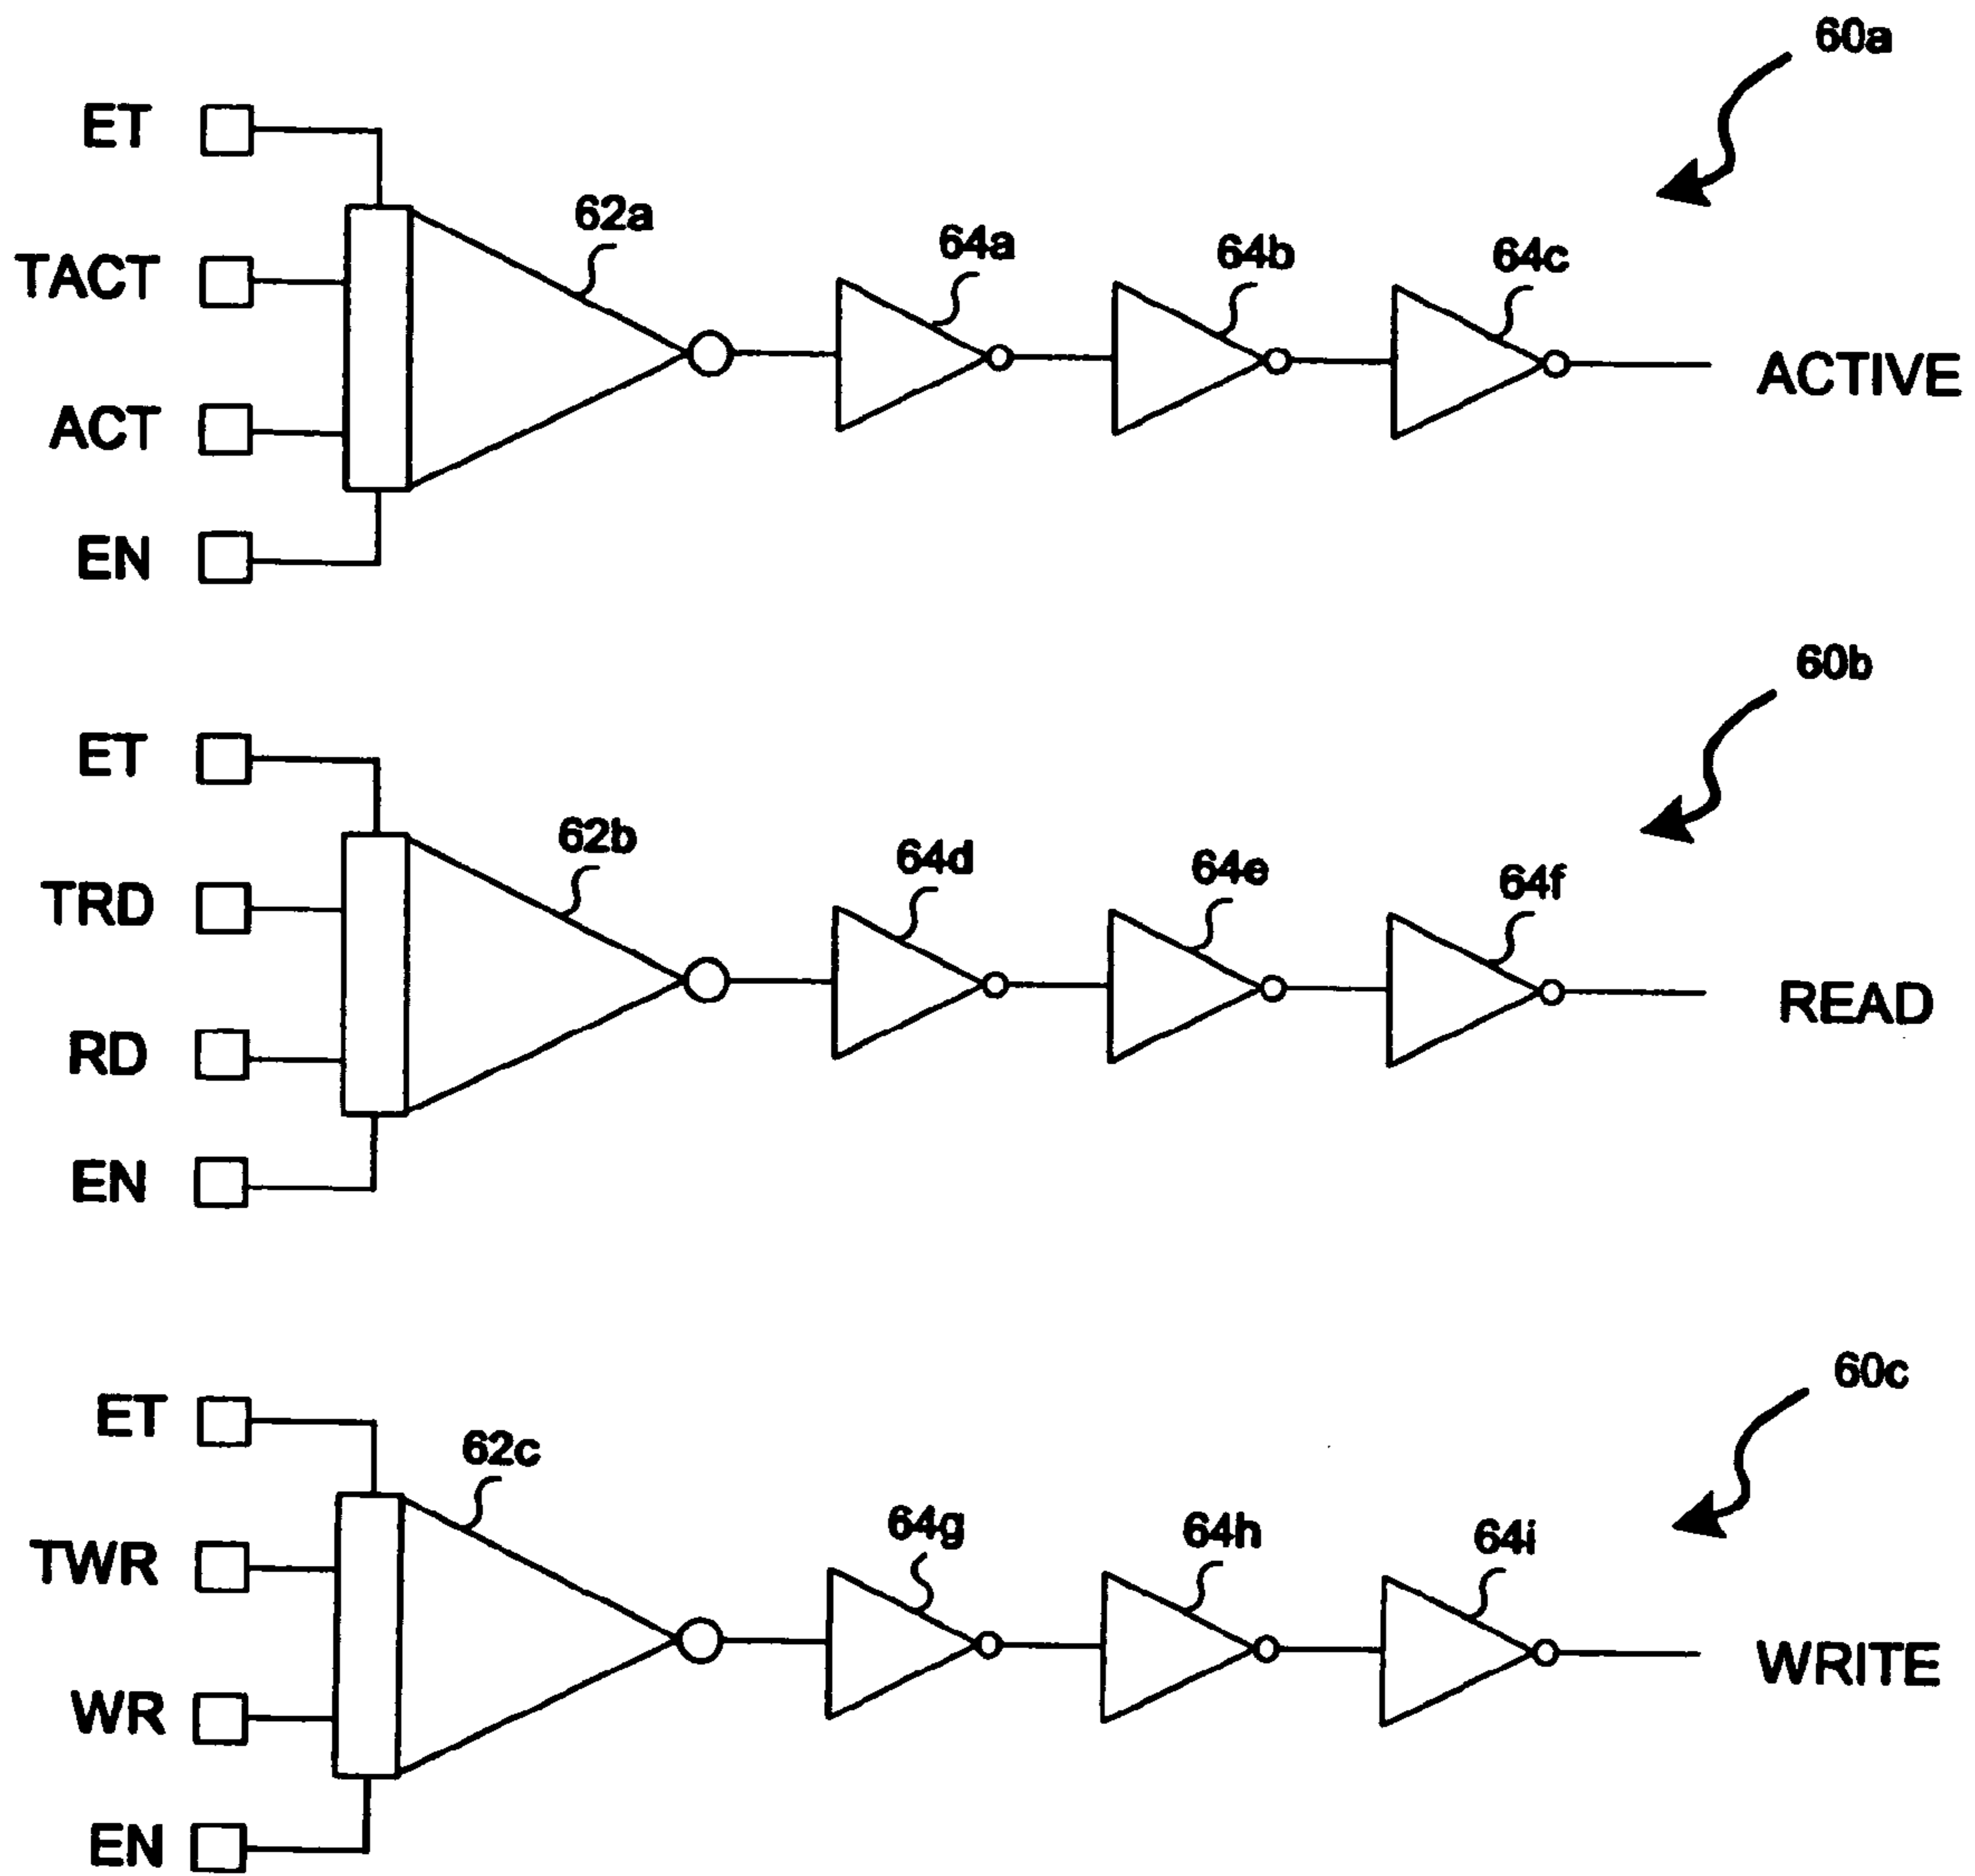 60a
ET
62a
TACT
64a
64b
64c
ACTIVE
ACT
EN
60b
ET
62b
64d
64e
64f
TRD
READ
RD
EN
60c
ET
62c
64g
64h
64i
TWR
WRITE
WR
EN